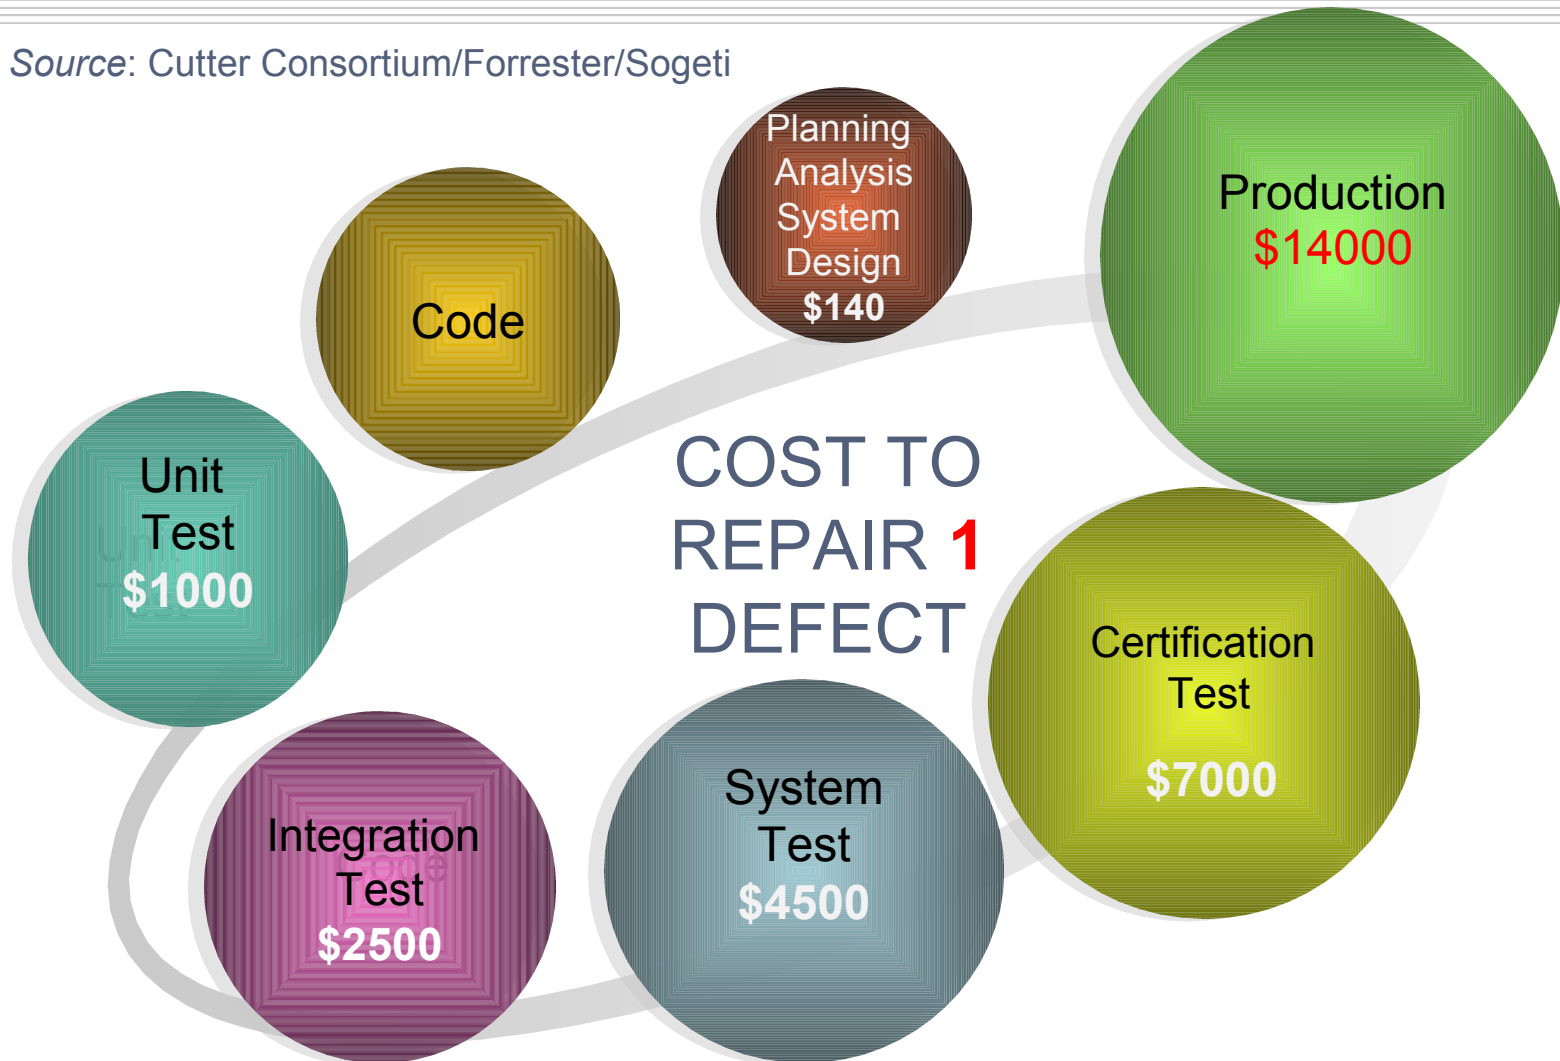 Source: Cutter Consortium/Forrester/Sogeti
Planning
Analysis
System
Design
$140
Production
$14000
Code
Unit
Test
$1000
COST TO
REPAIR 1
DEFECT
Certification
Test
$7000
Integration
Test
$2500
System
Test
$4500